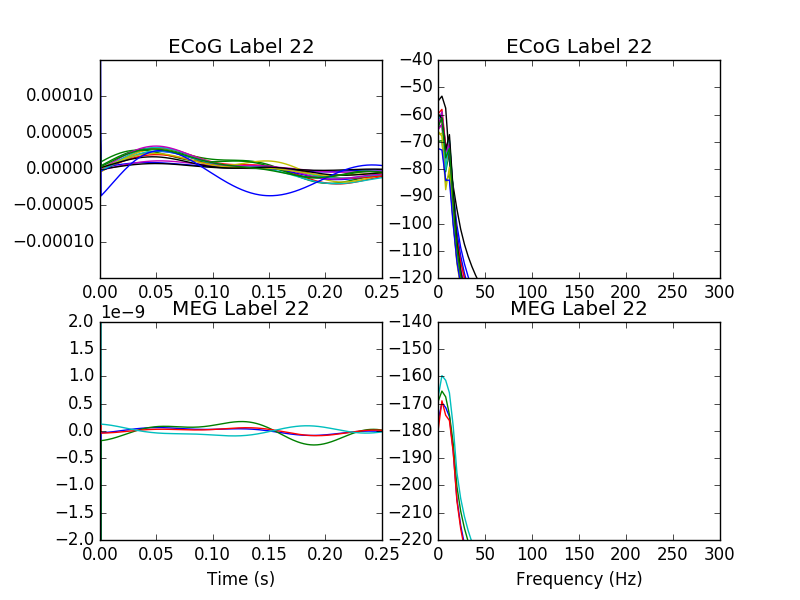 ECoG Label 22
0.00010
0.00005
0.00000
−0.00005
−0.00010
0.00 0.05 0.10 0.15 0.20 0.25
ECoG Label 22
−40
−50
−60
−70
−80
−90
−100
−110
−120
0 50 100 150 200 250 300
1e−9
MEG Label 22
2.0
1.5
1.0
0.5
0.0
−0.5
−1.0
−1.5
−2.0
0.00 0.05 0.10 0.15 0.20 0.25
Time (s)
MEG Label 22
−140
−150
−160
−170
−180
−190
−200
−210
−220
0 50 100 150 200 250 300
Frequency (Hz)